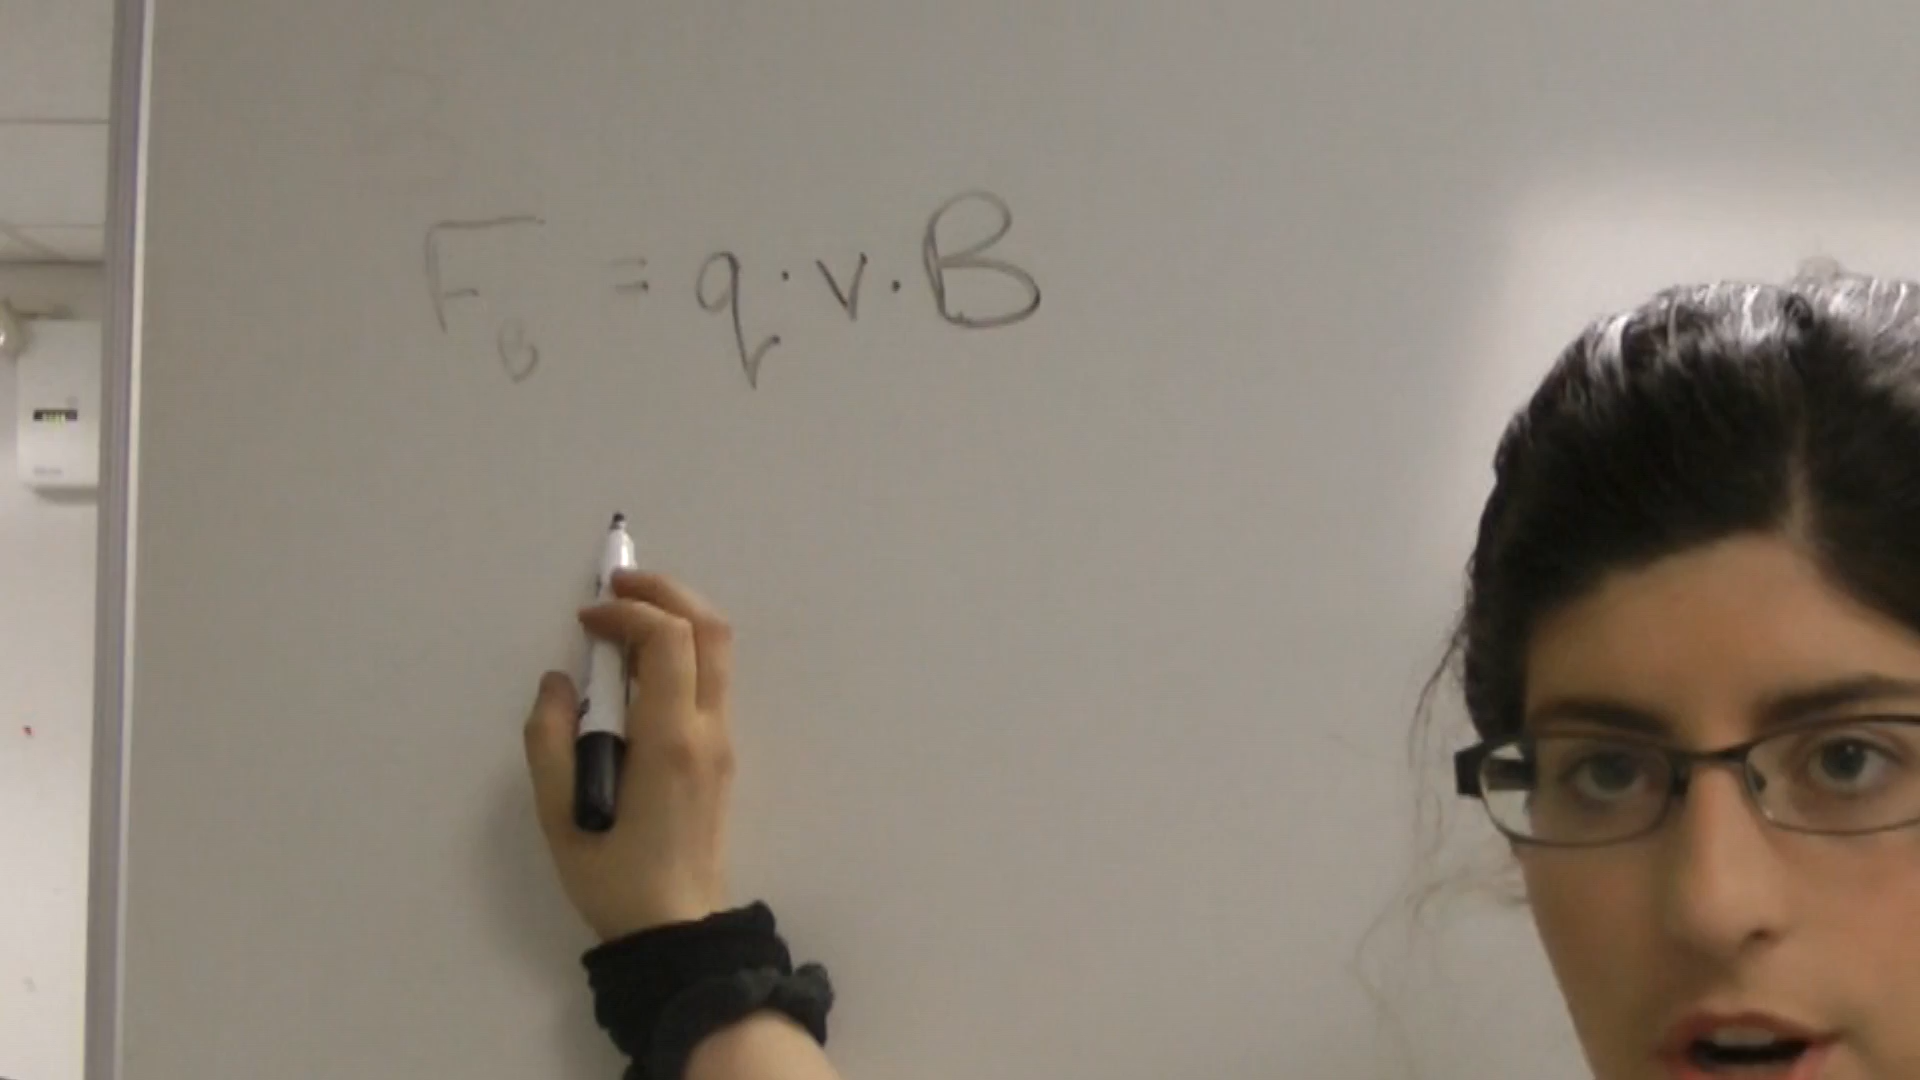 F_B = q · v · B